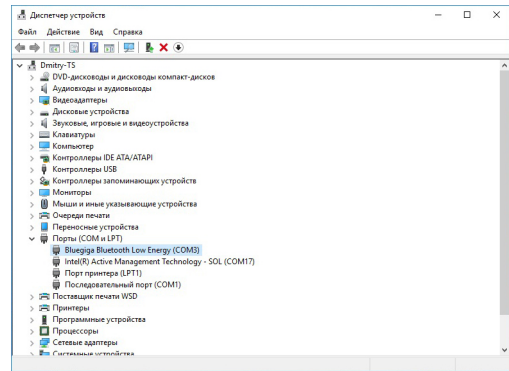 Диспетчер устройств
Файл Действие Вид Справка
Dmitry-TS
DVD-дисководы и дисководы компакт-дисков
Аудиовходы и аудиовыходы
Видеоадаптеры
Дисковые устройства
Звуковые, игровые и видеоустройства
Клавиатуры
Компьютер
Контроллеры IDE ATA/ATAPI
Контроллеры USB
Контроллеры запоминающих устройств
Мониторы
Мыши и иные указывающие устройства
Очереди печати
Переносные устройства
Порты (COM и LPT)
Bluegiga Bluetooth Low Energy (COM3)
Intel(R) Active Management Technology - SOL (COM17)
Порт принтера (LPT1)
Последовательный порт (COM1)
Поставщик печати WSD
Принтеры
Программные устройства
Процессоры
Сетевые адаптеры
Системные устройства